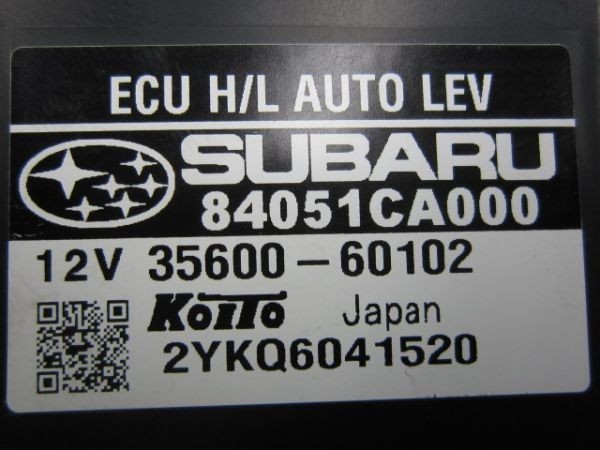 ECU H/L AUTO LEV
SUBARU
84051CA000
12V 35600-60102
KOITO Japan
2YKQ6041520